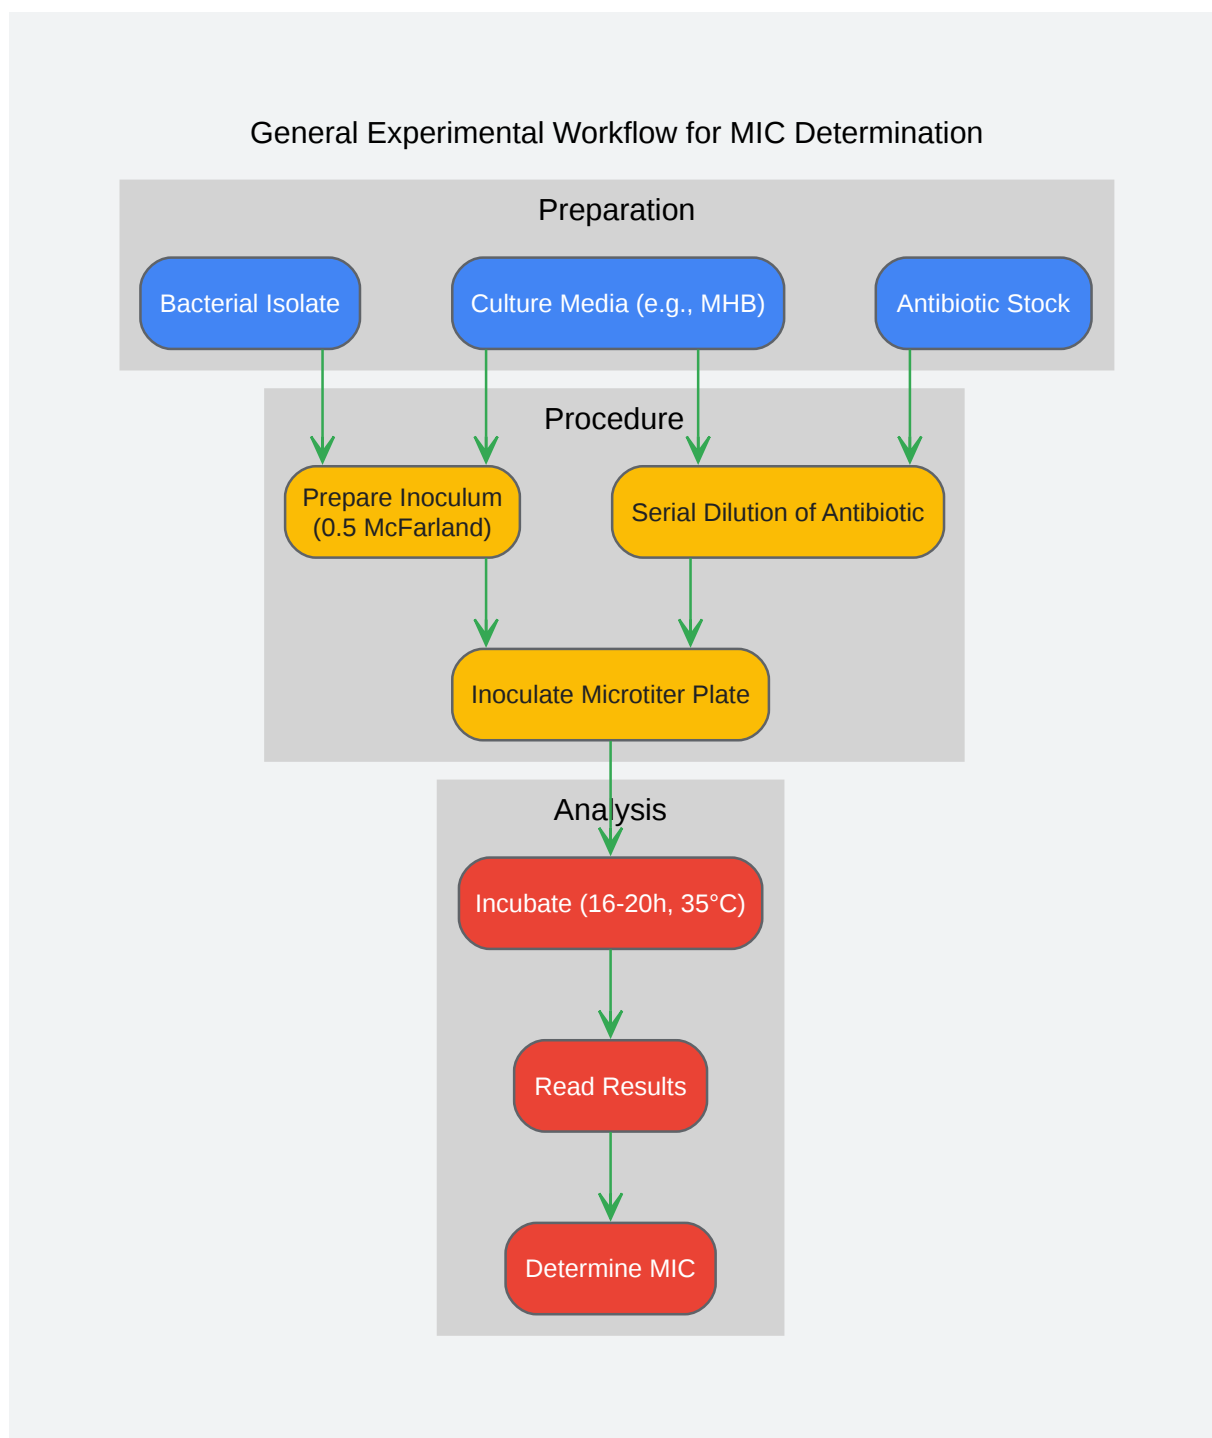 General Experimental Workflow for MIC Determination
Preparation
Bacterial Isolate
Culture Media (e.g., MHB)
Antibiotic Stock
Procedure
Prepare Inoculum
(0.5 McFarland)
Serial Dilution of Antibiotic
Inoculate Microtiter Plate
Analysis
Incubate (16-20h, 35°C)
Read Results
Determine MIC